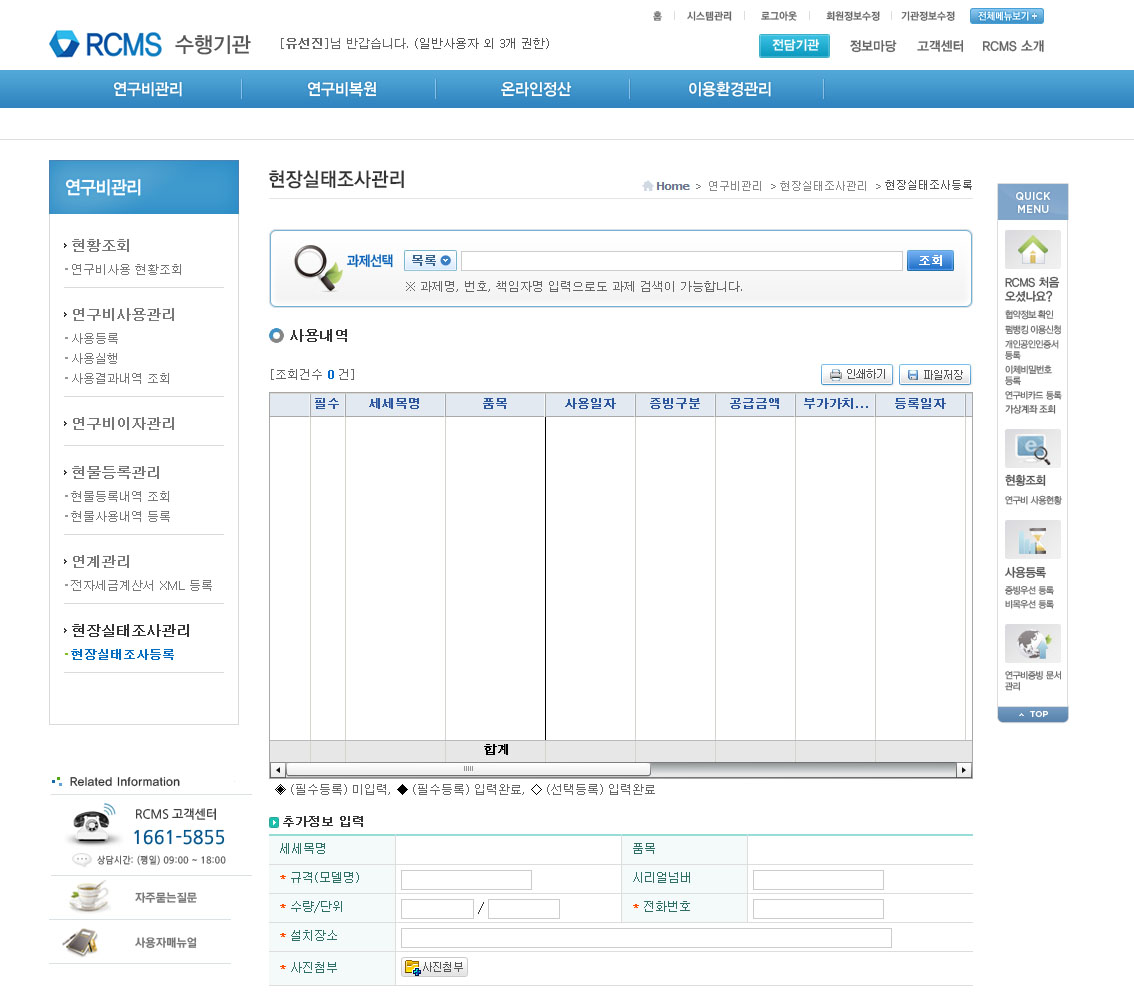 홈 시스템관리 로그아웃 회원정보수정 기관정보수정 전체메뉴보기 +
RCMS 수행기관 [유선진]님 반갑습니다. (일반사용자 외 3개 권한) 전담기관 정보마당 고객센터 RCMS 소개
연구비관리 연구비복원 온라인정산 이용환경관리
연구비관리
현황조회
-연구비사용 현황조회
연구비사용관리
-사용등록
-사용실행
-사용결과내역 조회
연구비이자관리
현물등록관리
-현물등록내역 조회
-현물사용내역 등록
연계관리
-전자세금계산서 XML 등록
현장실태조사관리
-현장실태조사등록
Related Information
RCMS 고객센터
1661-5855
상담시간: (평일) 09:00 ~ 18:00
자주묻는질문
사용자매뉴얼
현장실태조사관리
Home > 연구비관리 > 현장실태조사관리 > 현장실태조사등록
과제선택 목록 조회
※ 과제명, 번호, 책임자명 입력으로도 과제 검색이 가능합니다.
사용내역
[조회건수 0 건] 인쇄하기 파일저장
필수 세세목명 품목 사용일자 증빙구분 공급금액 부가가치... 등록일자
합계
◈ (필수등록) 미입력, ◆ (필수등록) 입력완료, ◇ (선택등록) 입력완료
추가정보 입력
세세목명 품목
* 규격(모델명) 시리얼넘버
* 수량/단위 / * 전화번호
* 설치장소
* 사진첨부 사진첨부
QUICK
MENU
RCMS 처음
오셨나요?
협약정보 확인
펌뱅킹 이용신청
개인공인인증서
등록
이체비밀번호
등록
연구비카드 등록
가상계좌 조회
현황조회
연구비 사용현황
사용등록
증빙우선 등록
비목우선 등록
연구비증빙 문서
관리
TOP